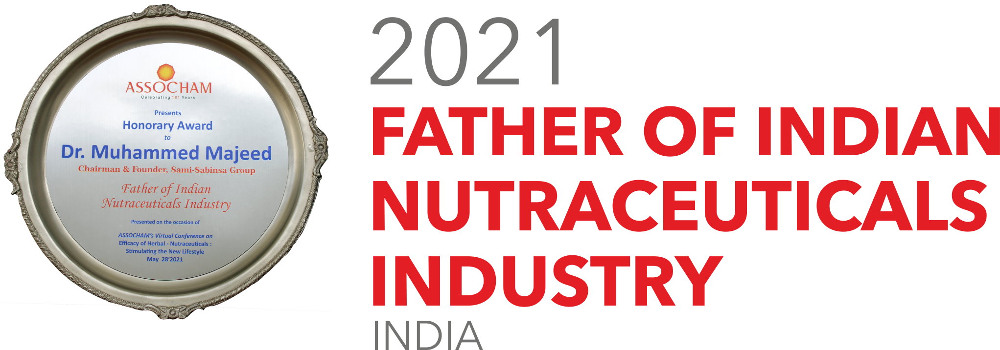 ASSOCHAM
Celebrating 101 Years
Presents
Honorary Award
to
Dr. Muhammed Majeed
Chairman & Founder, Sami-Sabinsa Group
Father of Indian
Nutraceuticals Industry
Presented on the occasion of
ASSOCHAM's Virtual Conference on
Efficacy of Herbal - Nutraceuticals :
Stimulating the New Lifestyle
May 28'2021
2021
FATHER OF INDIAN
NUTRACEUTICALS
INDUSTRY
INDIA